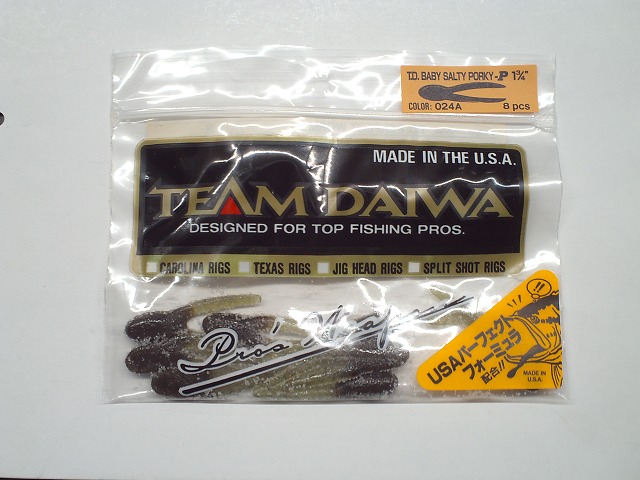 T.D. BABY SALTY PORKY-P 1¾"
COLOR: 024A 8 pcs
MADE IN THE U.S.A.
TEAM DAIWA
DESIGNED FOR TOP FISHING PROS.
CAROLINA RIGS TEXAS RIGS JIG HEAD RIGS SPLIT SHOT RIGS
Pro's
!!
USAパーフェクト
フォーミュラ
配合!!
MADE IN
U.S.A.